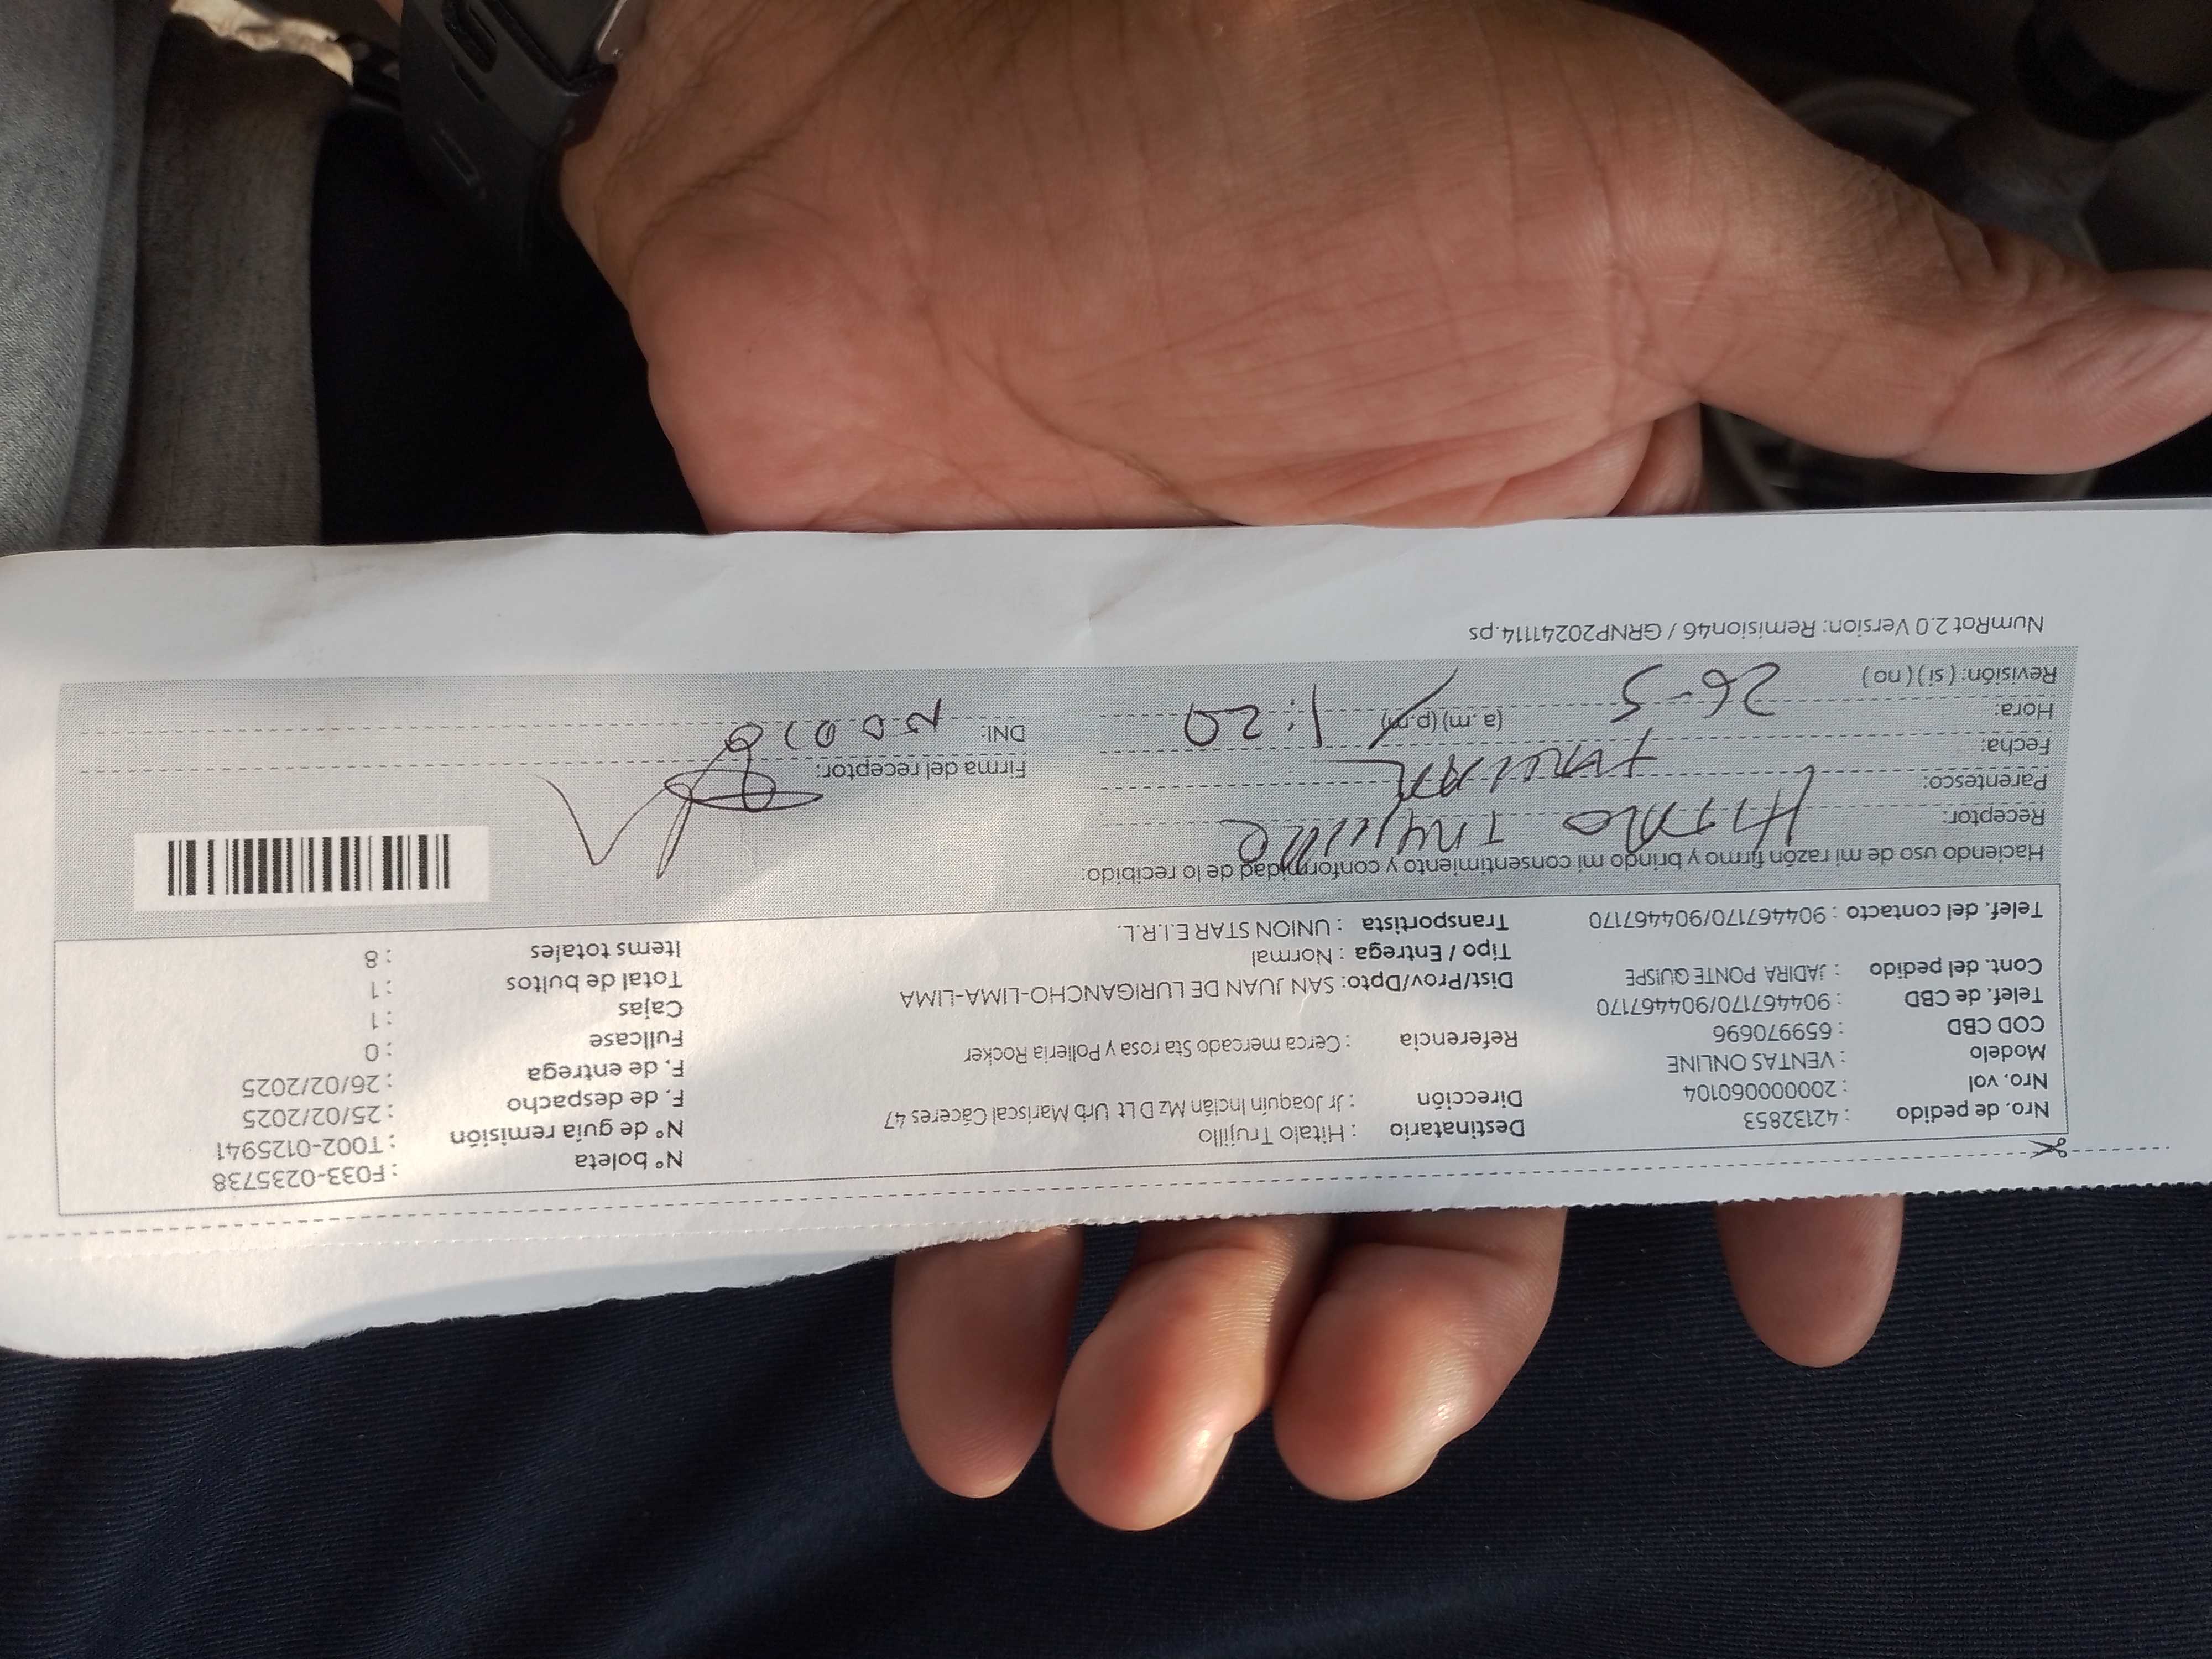 Nro. de pedido : 42132853
Nro. vol : 20000060104
Modelo : VENTAS ONLINE
COD CBD : 659970696
Telef. de CBD : 904467170/904467170
Cont. del pedido : JADIRA PONTE QUISPE
Telef. del contacto : 904467170/904467170
Destinatario : Hitalo Trujillo
Dirección : Jr Joaquín Inclán Mz D Lt Urb Mariscal Cáceres 47
Referencia : Cerca mercado Sta rosa y Polleria Rocker
Dist/Prov/Dpto: SAN JUAN DE LURIGANCHO-LIMA-LIMA
Tipo / Entrega : Normal
Transportista : UNION STAR E.I.R.L.
N° boleta : F033-0235738
N° de guía remisión : T002-0125941
F. de despacho : 25/02/2025
F. de entrega : 26/02/2025
Fullcase : 0
Cajas : 1
Total de bultos : 1
Items totales : 8
Haciendo uso de mi razón firmo y brindo mi consentimiento y conformidad de lo recibido:
Receptor: Trujillo
Parentesco:
Fecha:
Hora: 26-5 (a.m) (p.m) 1:20
Revisión: ( si ) ( no )
Firma del receptor:
DNI:
NumRot 2.0 Version: Remision46 / GRNP20241114.ps